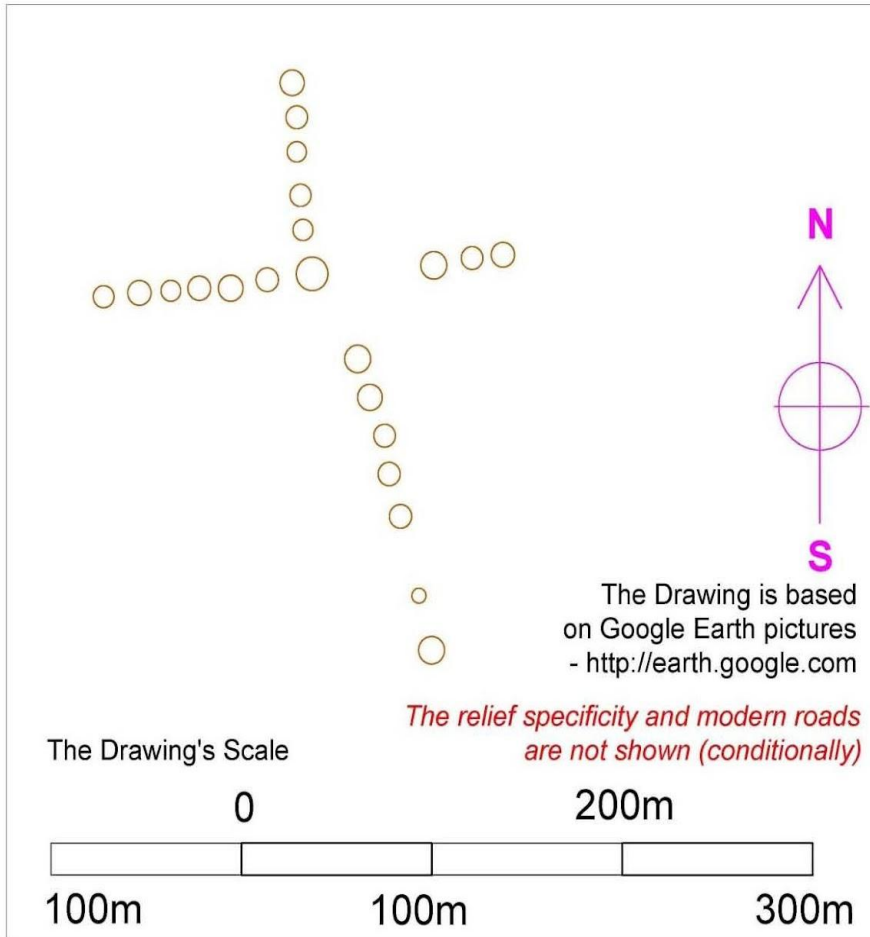 N
S
The Drawing is based
on Google Earth pictures
- http://earth.google.com
The relief specificity and modern roads
are not shown (conditionally)
The Drawing's Scale
0 200m
100m 100m 300m